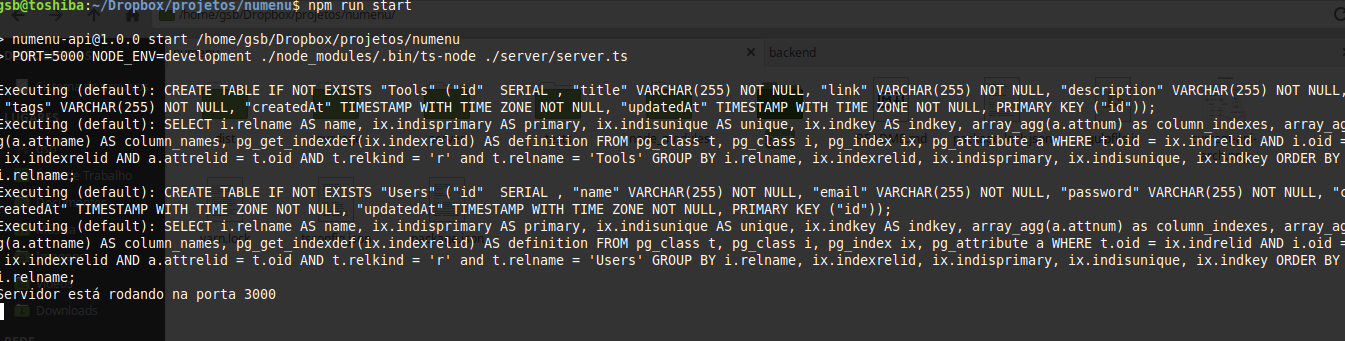 gsb@toshiba:~/Dropbox/projetos/numenu$ npm run start
/home/gsb/Dropbox/projetos/numenu/
> numenu-api@1.0.0 start /home/gsb/Dropbox/projetos/numenu
> PORT=5000 NODE_ENV=development ./node_modules/.bin/ts-node ./server/server.ts
backend
Executing (default): CREATE TABLE IF NOT EXISTS "Tools" ("id"  SERIAL , "title" VARCHAR(255) NOT NULL, "link" VARCHAR(255) NOT NULL, "description" VARCHAR(255) NOT NULL,
"tags" VARCHAR(255) NOT NULL, "createdAt" TIMESTAMP WITH TIME ZONE NOT NULL, "updatedAt" TIMESTAMP WITH TIME ZONE NOT NULL, PRIMARY KEY ("id"));
Executing (default): SELECT i.relname AS name, ix.indisprimary AS primary, ix.indisunique AS unique, ix.indkey AS indkey, array_agg(a.attnum) as column_indexes, array_ag
g(a.attname) AS column_names, pg_get_indexdef(ix.indexrelid) AS definition FROM pg_class t, pg_class i, pg_index ix, pg_attribute a WHERE t.oid = ix.indrelid AND i.oid =
ix.indexrelid AND a.attrelid = t.oid AND t.relkind = 'r' and t.relname = 'Tools' GROUP BY i.relname, ix.indexrelid, ix.indisprimary, ix.indisunique, ix.indkey ORDER BY
i.relname;
Executing (default): CREATE TABLE IF NOT EXISTS "Users" ("id"  SERIAL , "name" VARCHAR(255) NOT NULL, "email" VARCHAR(255) NOT NULL, "password" VARCHAR(255) NOT NULL, "c
reatedAt" TIMESTAMP WITH TIME ZONE NOT NULL, "updatedAt" TIMESTAMP WITH TIME ZONE NOT NULL, PRIMARY KEY ("id"));
Executing (default): SELECT i.relname AS name, ix.indisprimary AS primary, ix.indisunique AS unique, ix.indkey AS indkey, array_agg(a.attnum) as column_indexes, array_ag
g(a.attname) AS column_names, pg_get_indexdef(ix.indexrelid) AS definition FROM pg_class t, pg_class i, pg_index ix, pg_attribute a WHERE t.oid = ix.indrelid AND i.oid =
ix.indexrelid AND a.attrelid = t.oid AND t.relkind = 'r' and t.relname = 'Users' GROUP BY i.relname, ix.indexrelid, ix.indisprimary, ix.indisunique, ix.indkey ORDER BY
i.relname;
Servidor está rodando na porta 3000
Downloads